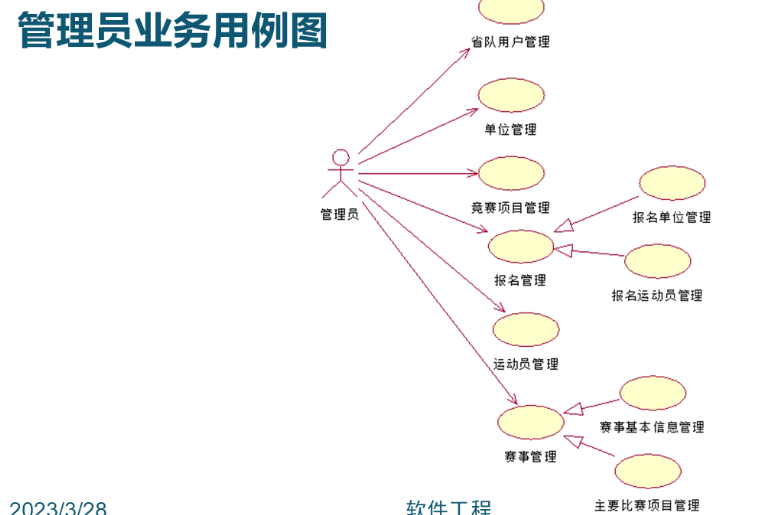 管理员业务用例图
省队用户管理
单位管理
管理员
竟赛项目管理
报名单位管理
报名管理
报名运动员管理
运动员管理
赛事基本信息管理
赛事管理
主要比赛项目管理
2023/3/28
软件工程